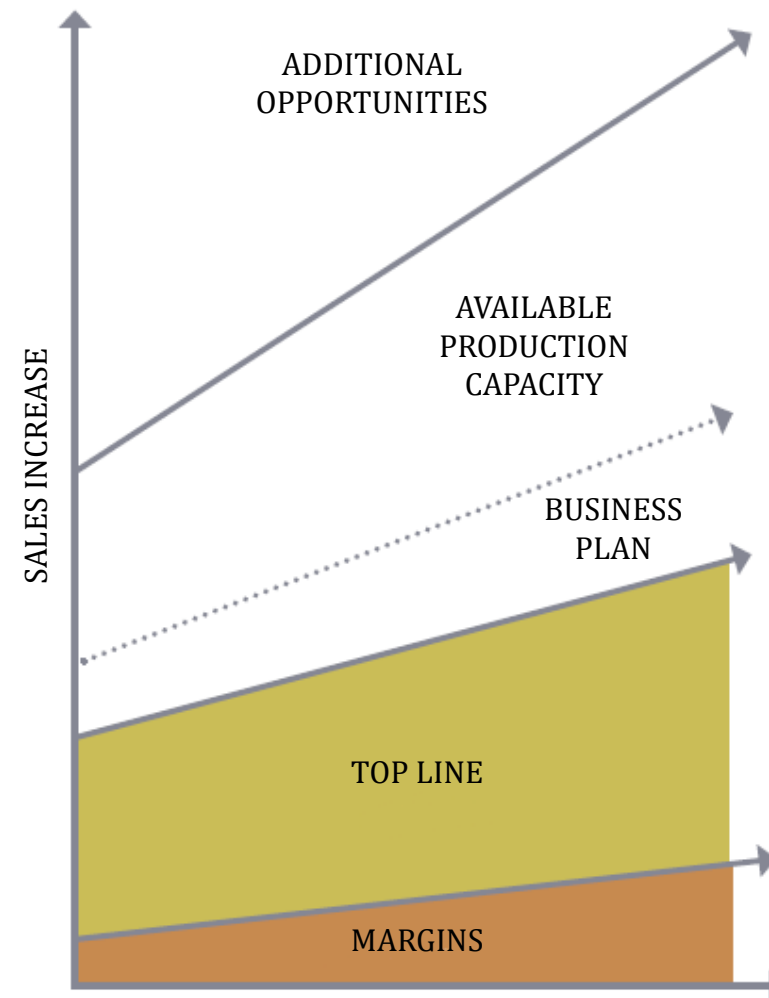 ADDITIONAL
OPPORTUNITIES
AVAILABLE
PRODUCTION
CAPACITY
SALES INCREASE
BUSINESS
PLAN
TOP LINE
MARGINS